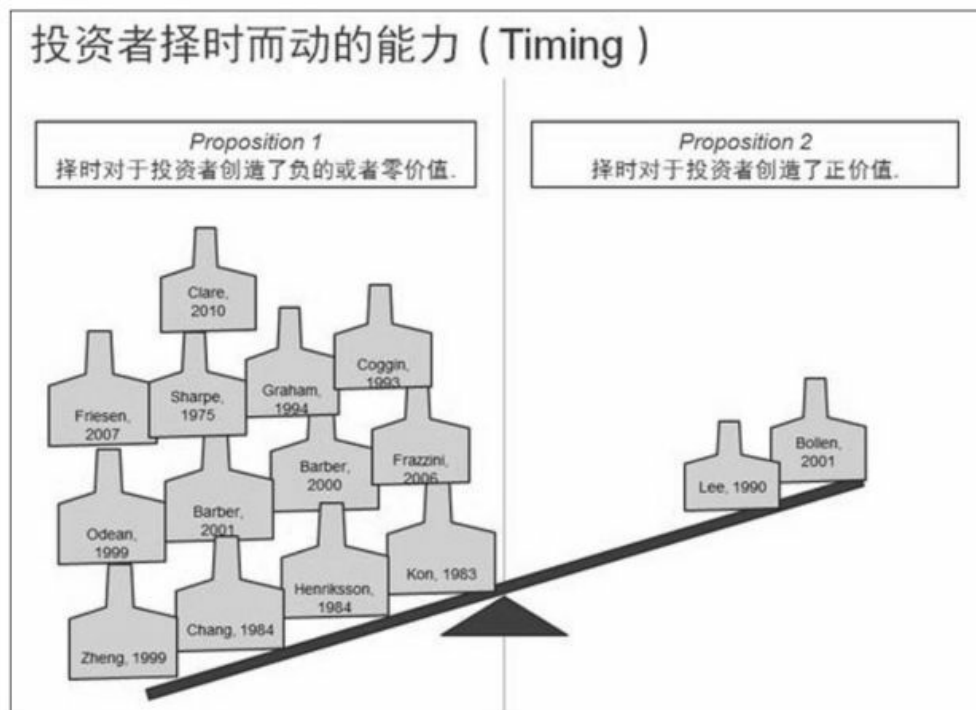 投资者择时而动的能力 ( Timing )
Proposition 1
择时对于投资者创造了负的或者零价值.
Proposition 2
择时对于投资者创造了正价值.
Clare,
2010
Friesen,
2007
Sharpe,
1975
Graham,
1994
Coggin,
1993
Odean,
1999
Barber,
2001
Barber,
2000
Frazzini,
2006
Zheng, 1999
Chang, 1984
Henriksson,
1984
Kon, 1983
Lee, 1990
Bollen,
2001